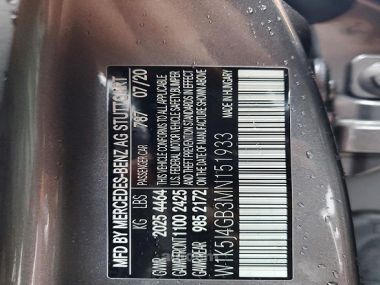 MFD BY MERCEDES-BENZ AG STUTTGART
PASSENGER CAR 787 07/20
KG LBS
GVWR 2025 4464
GAWR FRONT 1100 2425
GAWR REAR 985 2172
THIS VEHICLE CONFORMS TO ALL APPLICABLE
U.S. FEDERAL MOTOR VEHICLE SAFETY, BUMPER
AND THEFT PREVENTION STANDARDS IN EFFECT
ON THE DATE OF MANUFACTURE SHOWN ABOVE
MADE IN HUNGARY
W1K5J4GB3MN151933